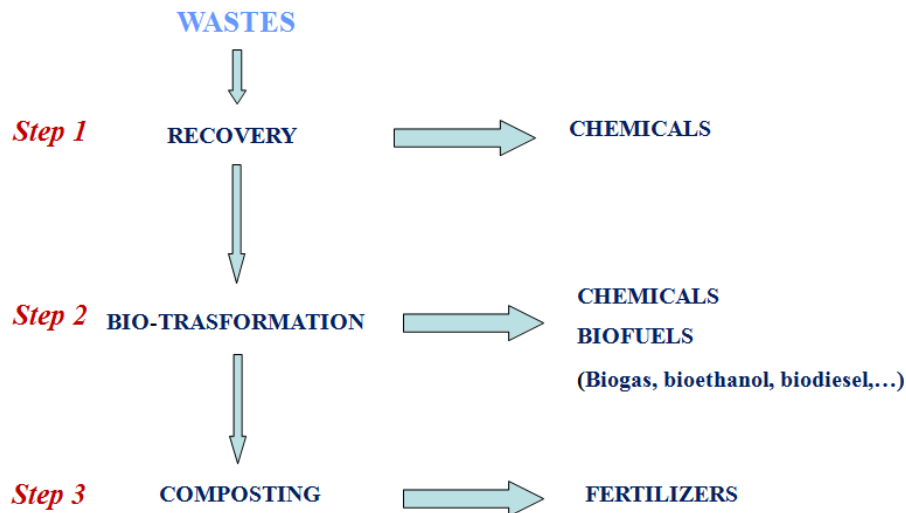 WASTES
Step 1 RECOVERY CHEMICALS
Step 2 BIO-TRASFORMATION CHEMICALS
BIOFUELS
(Biogas, bioethanol, biodiesel,…)
Step 3 COMPOSTING FERTILIZERS